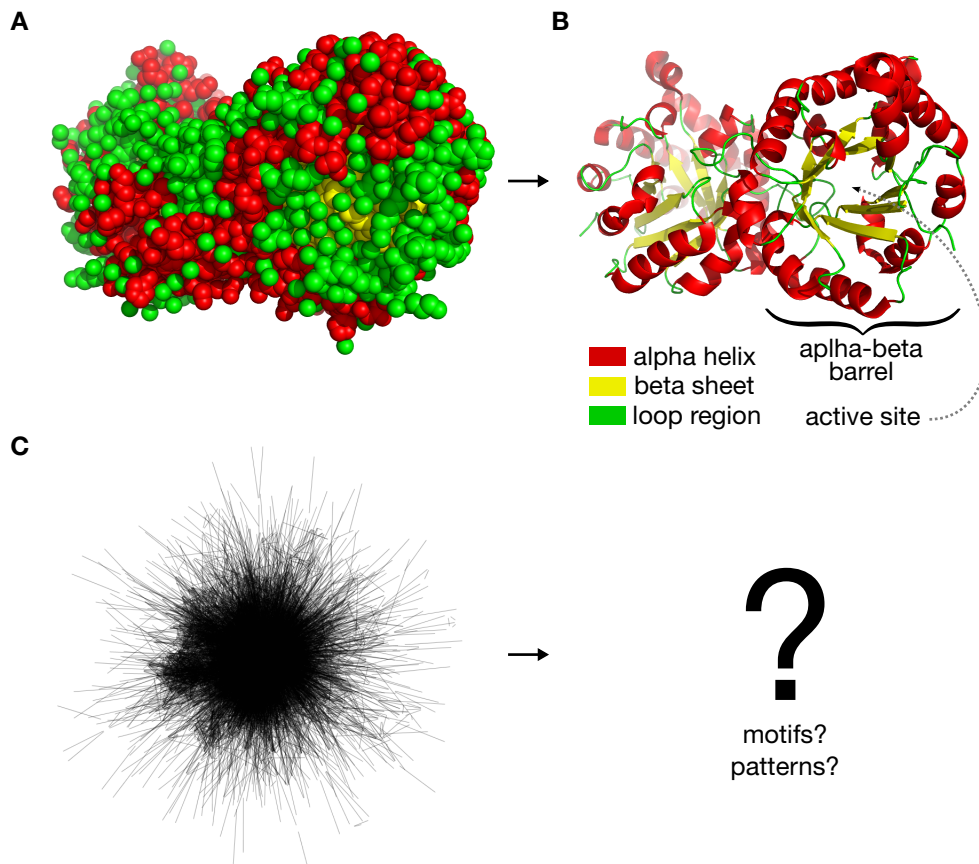 A
B
alpha helix
beta sheet
loop region
aplha-beta
barrel
active site
C
?
motifs?
patterns?